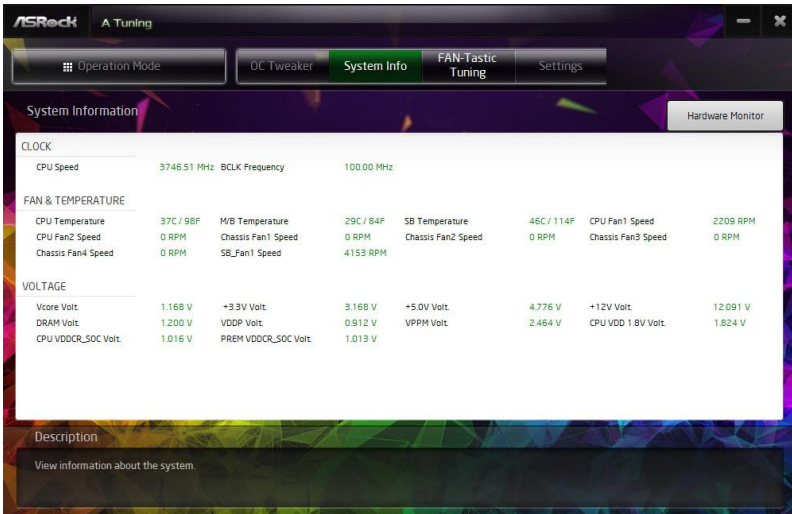 ASRock A Tuning
Operation Mode OC Tweaker System Info FAN-Tastic Tuning Settings
System Information Hardware Monitor
CLOCK
CPU Speed 3746.51 MHz BCLK Frequency 100.00 MHz
FAN & TEMPERATURE
CPU Temperature 37C / 98F M/B Temperature 29C / 84F SB Temperature 46C / 114F CPU Fan1 Speed 2209 RPM
CPU Fan2 Speed 0 RPM Chassis Fan1 Speed 0 RPM Chassis Fan2 Speed 0 RPM Chassis Fan3 Speed 0 RPM
Chassis Fan4 Speed 0 RPM SB_Fan1 Speed 4153 RPM
VOLTAGE
Vcore Volt. 1.168 V +3.3V Volt. 3.168 V +5.0V Volt. 4.776 V +12V Volt. 12.091 V
DRAM Volt. 1.200 V VDDP Volt. 0.912 V VPPM Volt. 2.464 V CPU VDD 1.8V Volt. 1.824 V
CPU VDDCR_SOC Volt. 1.016 V PREM VDDCR_SOC Volt. 1.013 V
Description
View information about the system.